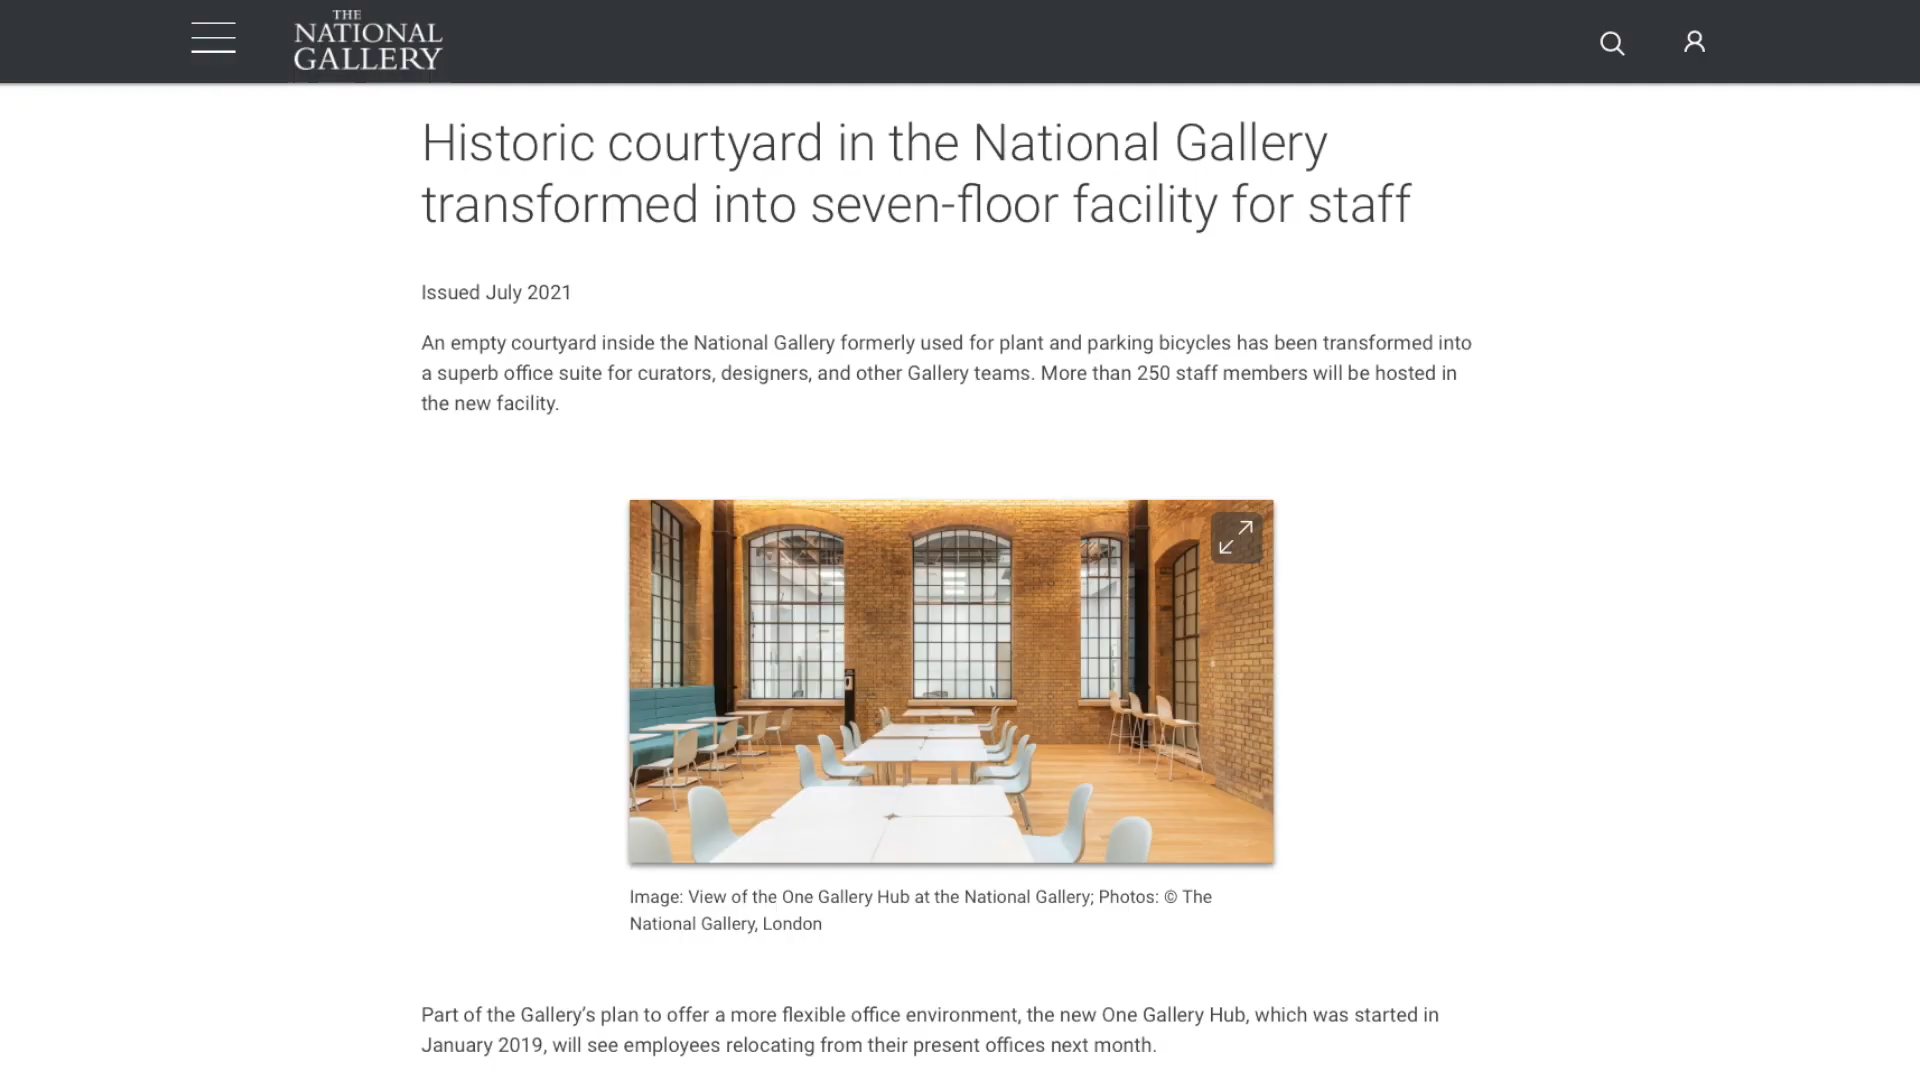 THE
NATIONAL
GALLERY
Historic courtyard in the National Gallery
transformed into seven-floor facility for staff
Issued July 2021
An empty courtyard inside the National Gallery formerly used for plant and parking bicycles has been transformed into
a superb office suite for curators, designers, and other Gallery teams. More than 250 staff members will be hosted in
the new facility.
Image: View of the One Gallery Hub at the National Gallery; Photos: © The
National Gallery, London
Part of the Gallery’s plan to offer a more flexible office environment, the new One Gallery Hub, which was started in
January 2019, will see employees relocating from their present offices next month.